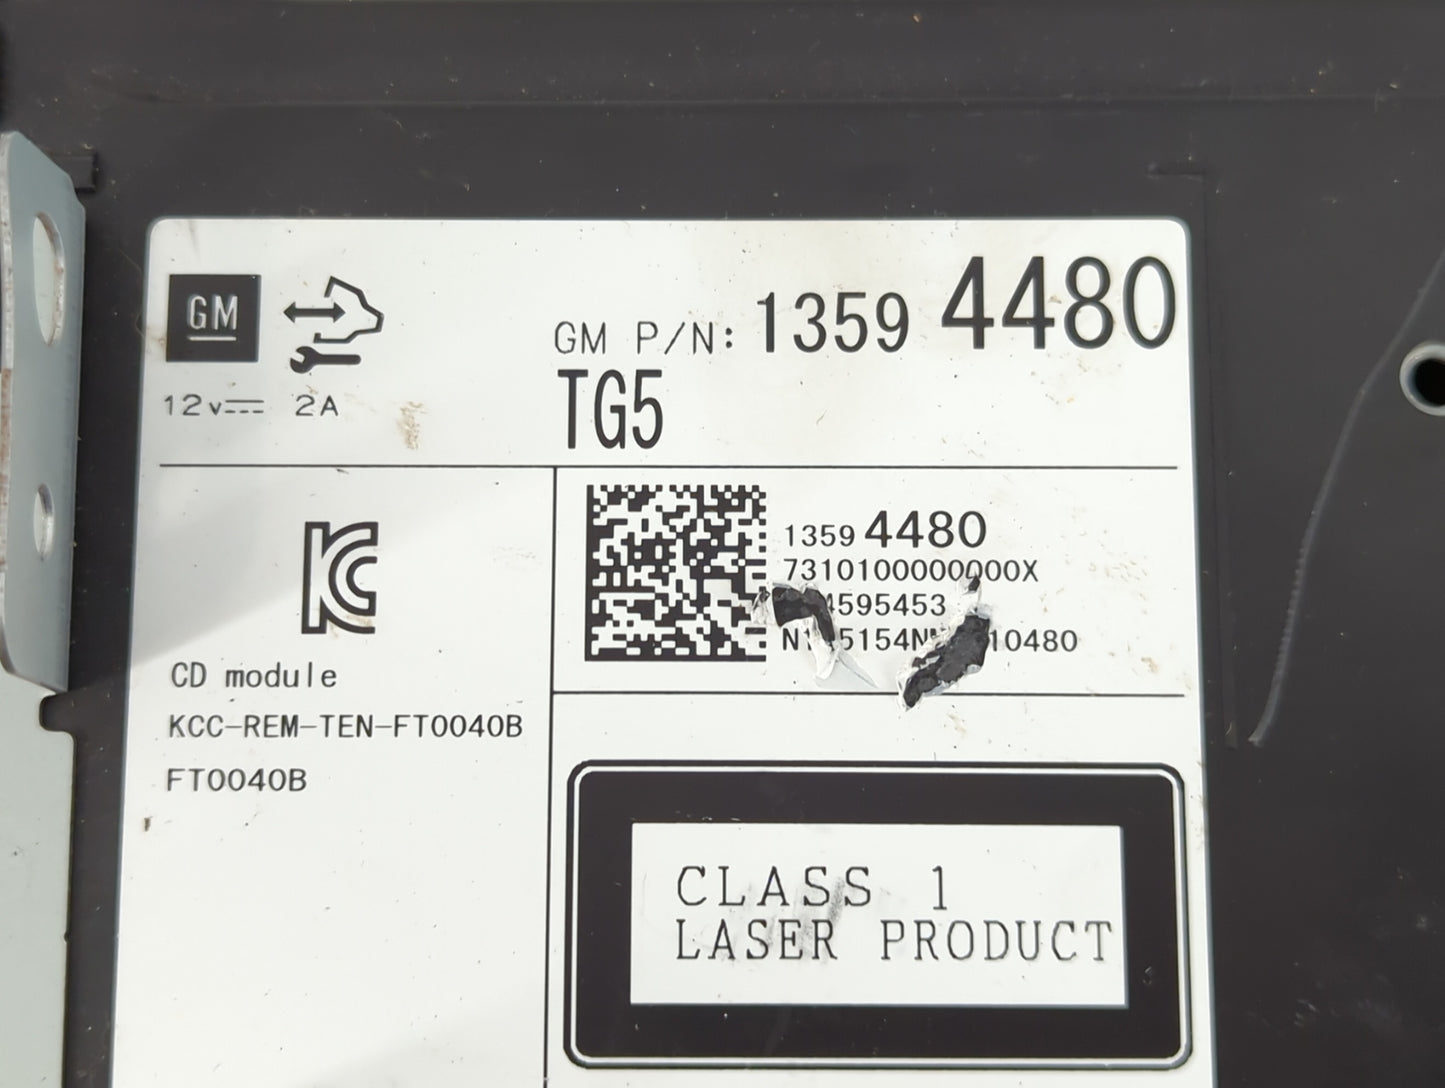 GM
GM P/N: 1359 4480
12v 2A
TG5
1359 4480
7310100000000X
CD module
KCC-REM-TEN-FT0040B
FT0040B
CLASS 1
LASER PRODUCT